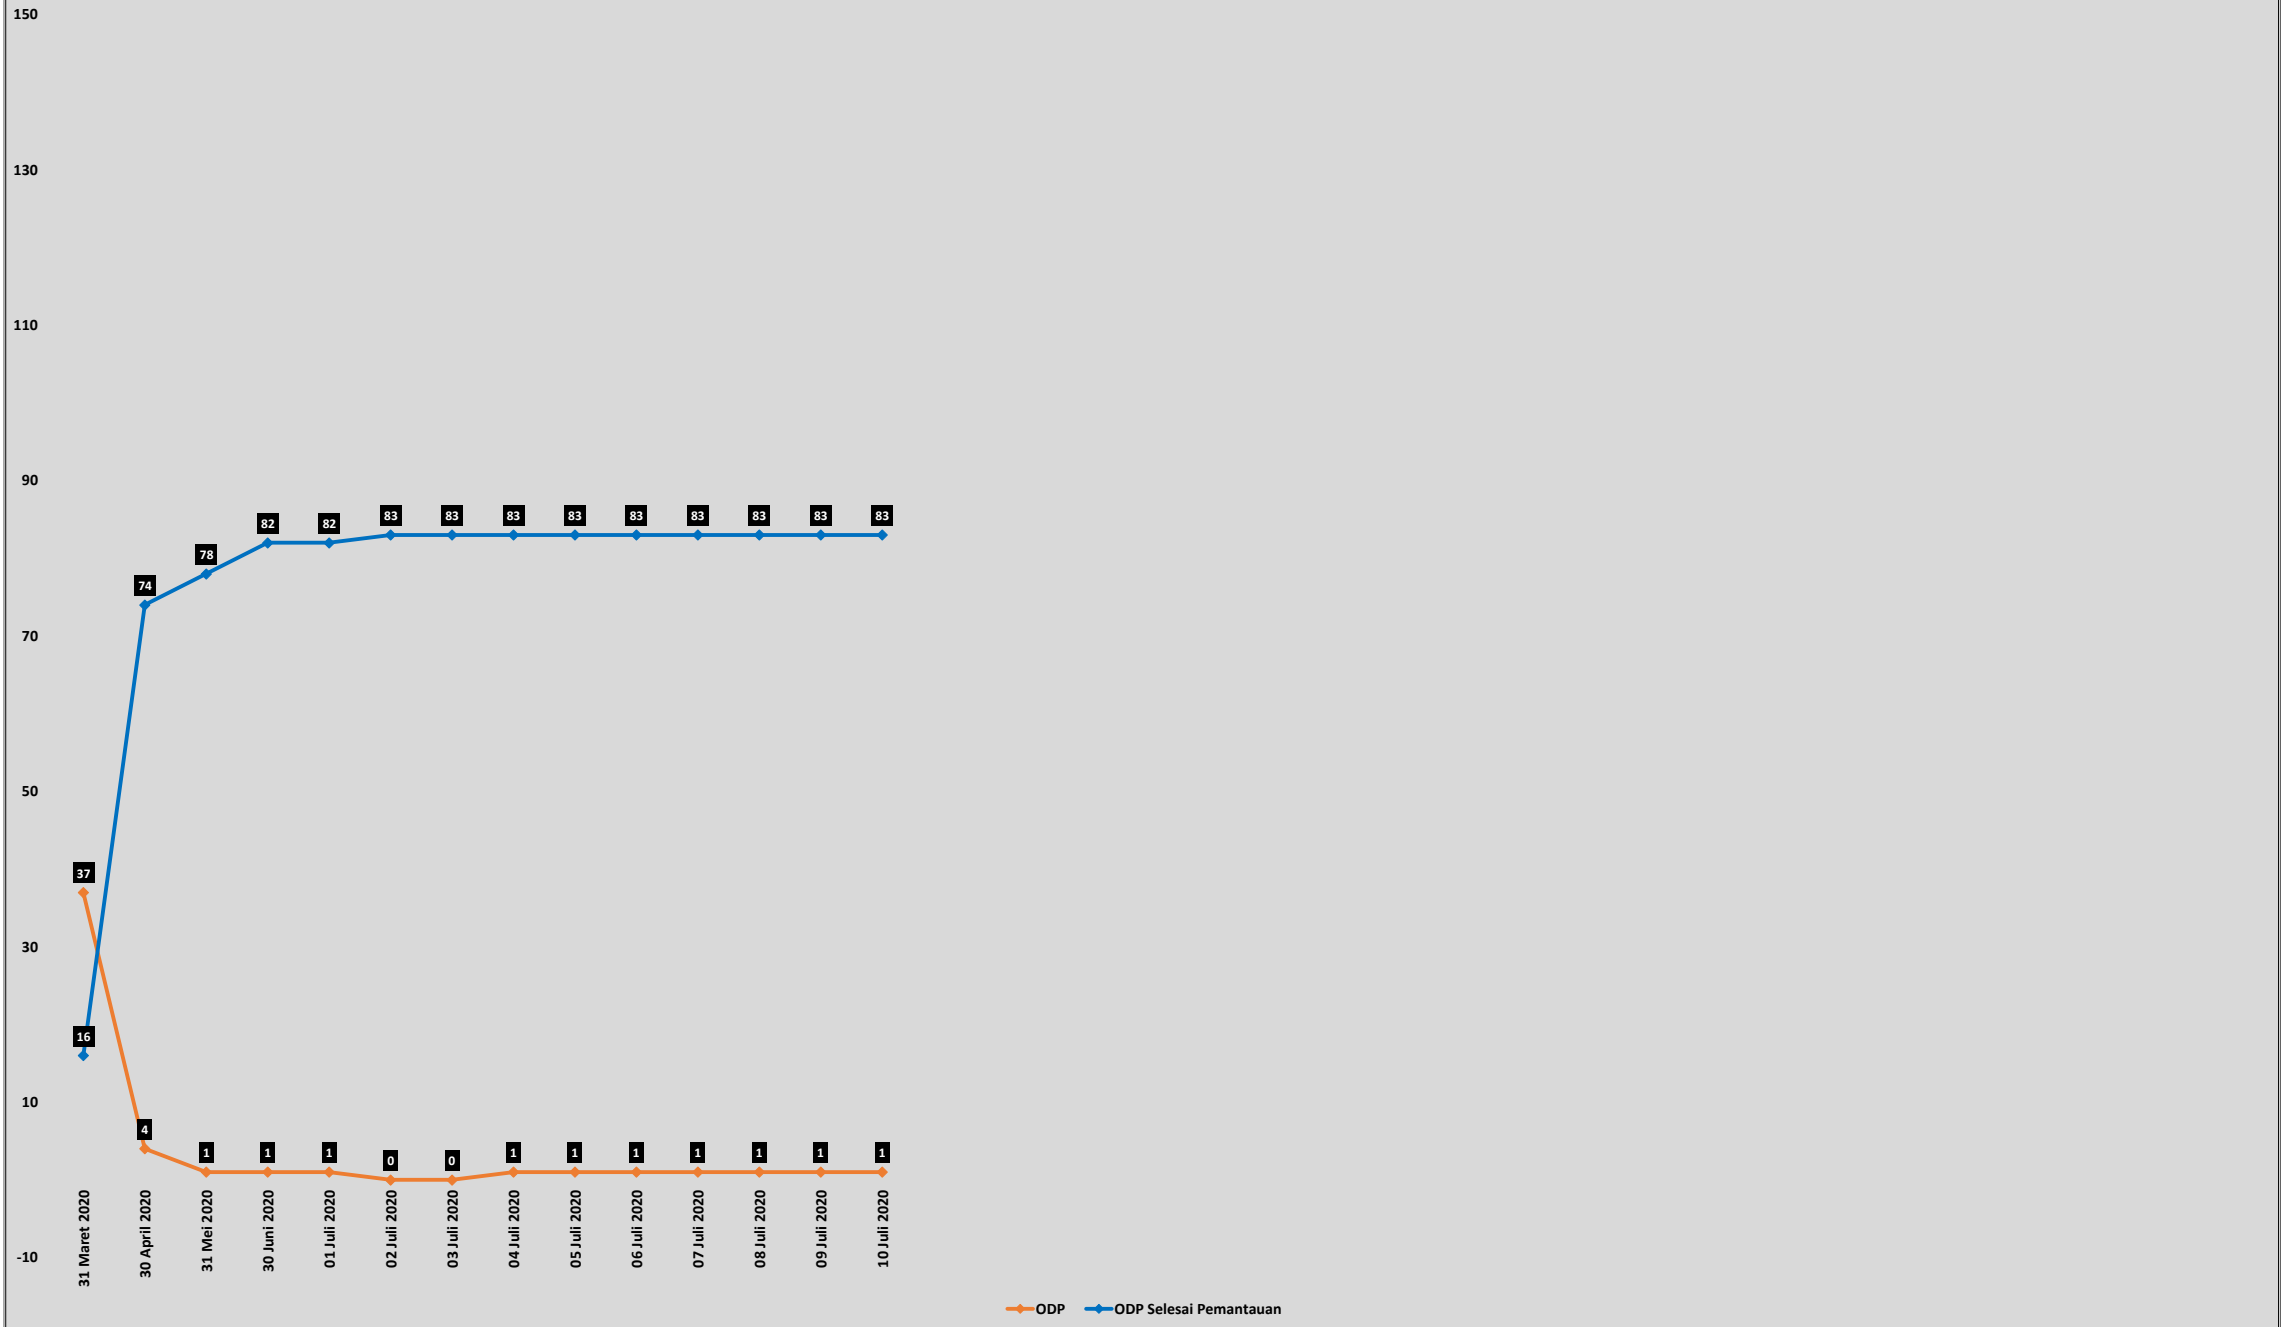 150
130
110
90
70
50
30
10
-10
82
82
83
83
83
83
83
83
83
83
83
78
74
37
16
4
1
1
1
0
0
1
1
1
1
1
1
1
31 Maret 2020
30 April 2020
31 Mei 2020
30 Juni 2020
01 Juli 2020
02 Juli 2020
03 Juli 2020
04 Juli 2020
05 Juli 2020
06 Juli 2020
07 Juli 2020
08 Juli 2020
09 Juli 2020
10 Juli 2020
ODP
ODP Selesai Pemantauan